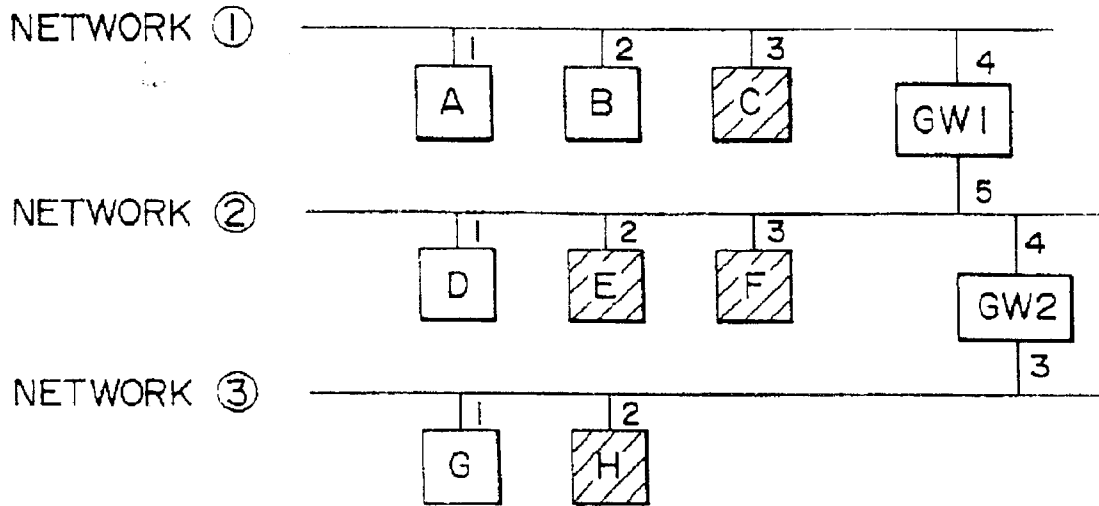 NETWORK ①
1 2 3 4
A B C GW1
5
NETWORK ②
1 2 3 4
D E F GW2
3
NETWORK ③
1 2
G H